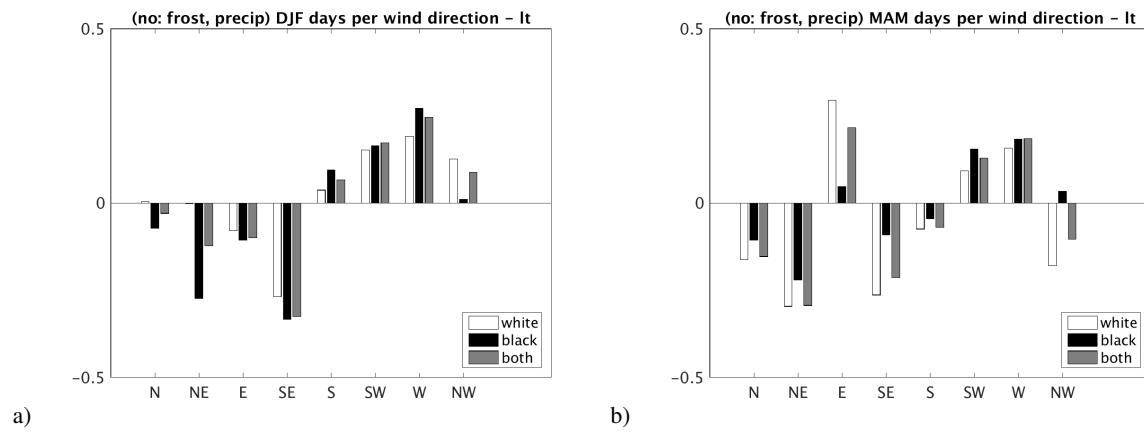 (no: frost, precip) DJF days per wind direction − lt
0.5
0
−0.5
N NE E SE S SW W NW
white
black
both
a)
(no: frost, precip) MAM days per wind direction − lt
0.5
0
−0.5
N NE E SE S SW W NW
white
black
both
b)